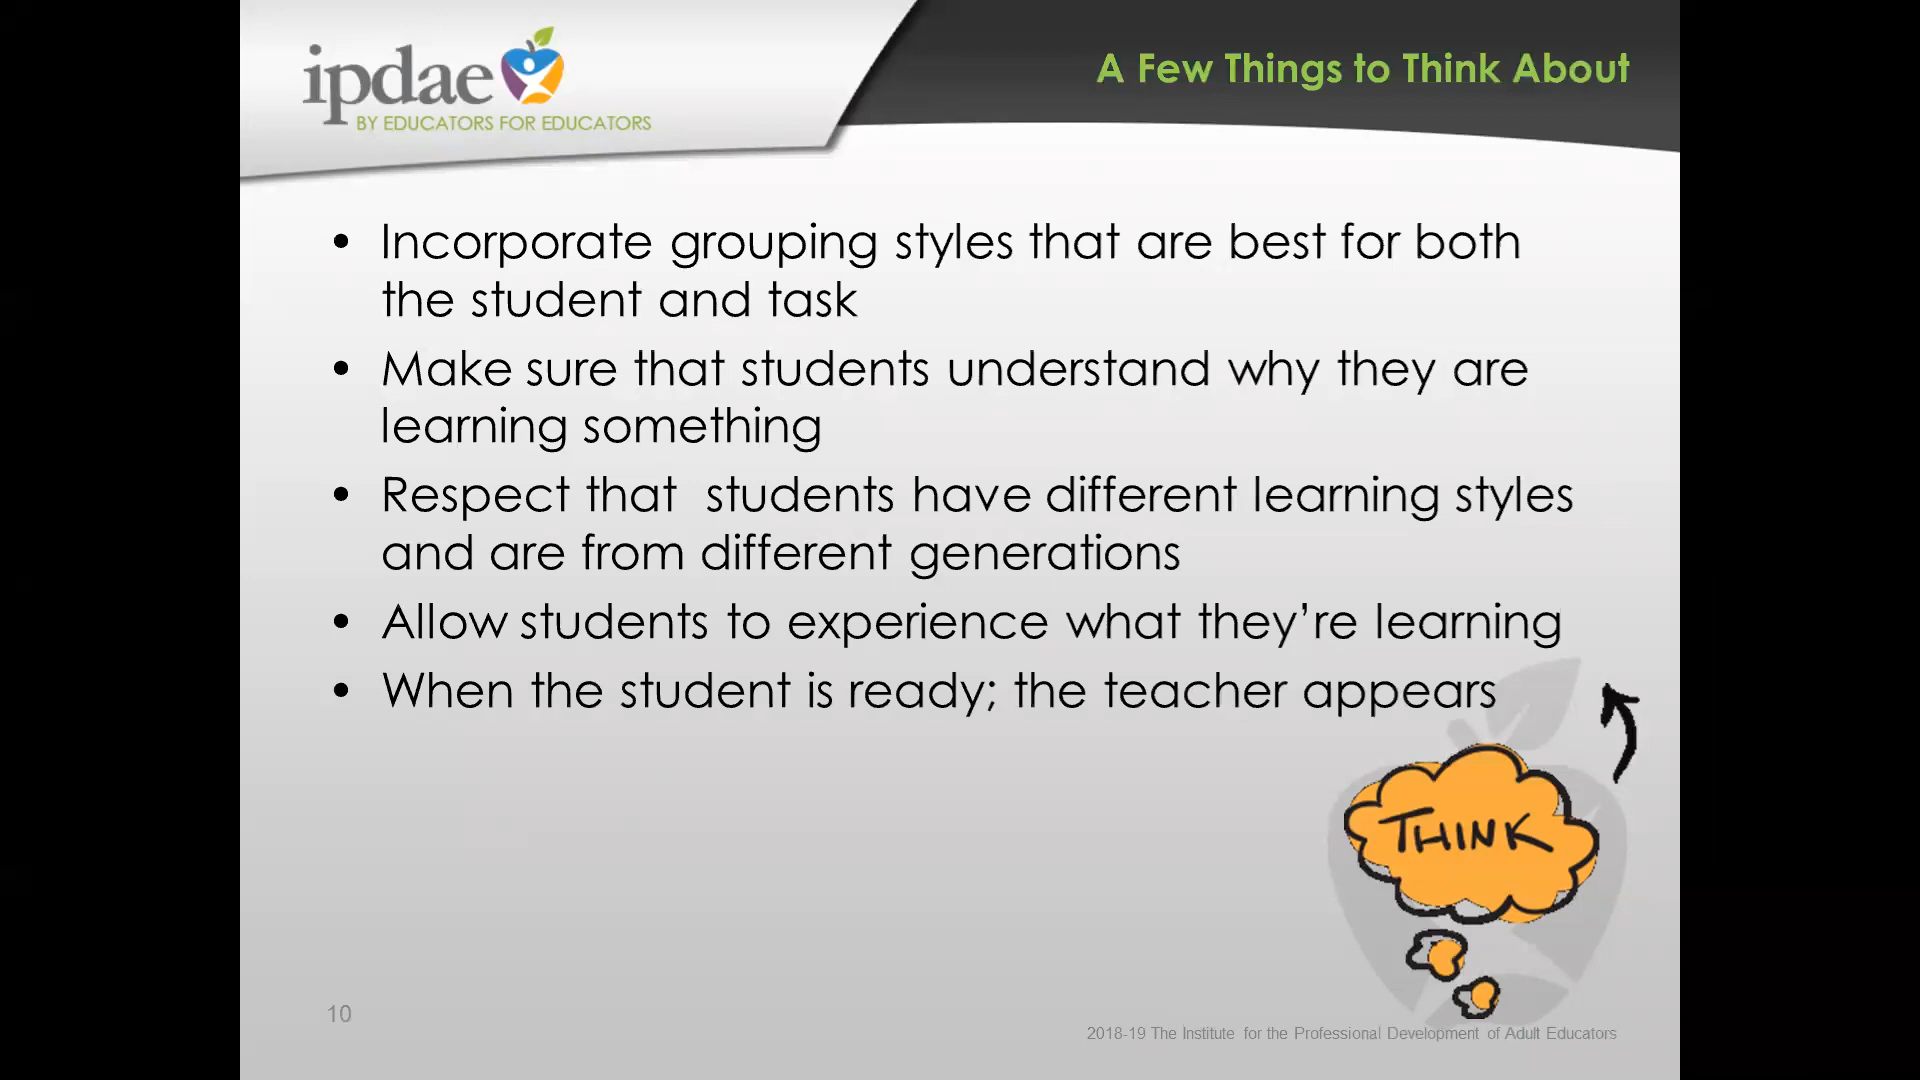 ipdae
BY EDUCATORS FOR EDUCATORS
A Few Things to Think About
• Incorporate grouping styles that are best for both
the student and task
• Make sure that students understand why they are
learning something
• Respect that  students have different learning styles
and are from different generations
• Allow students to experience what they’re learning
• When the student is ready; the teacher appears
THINK
10
2018-19 The Institute for the Professional Development of Adult Educators